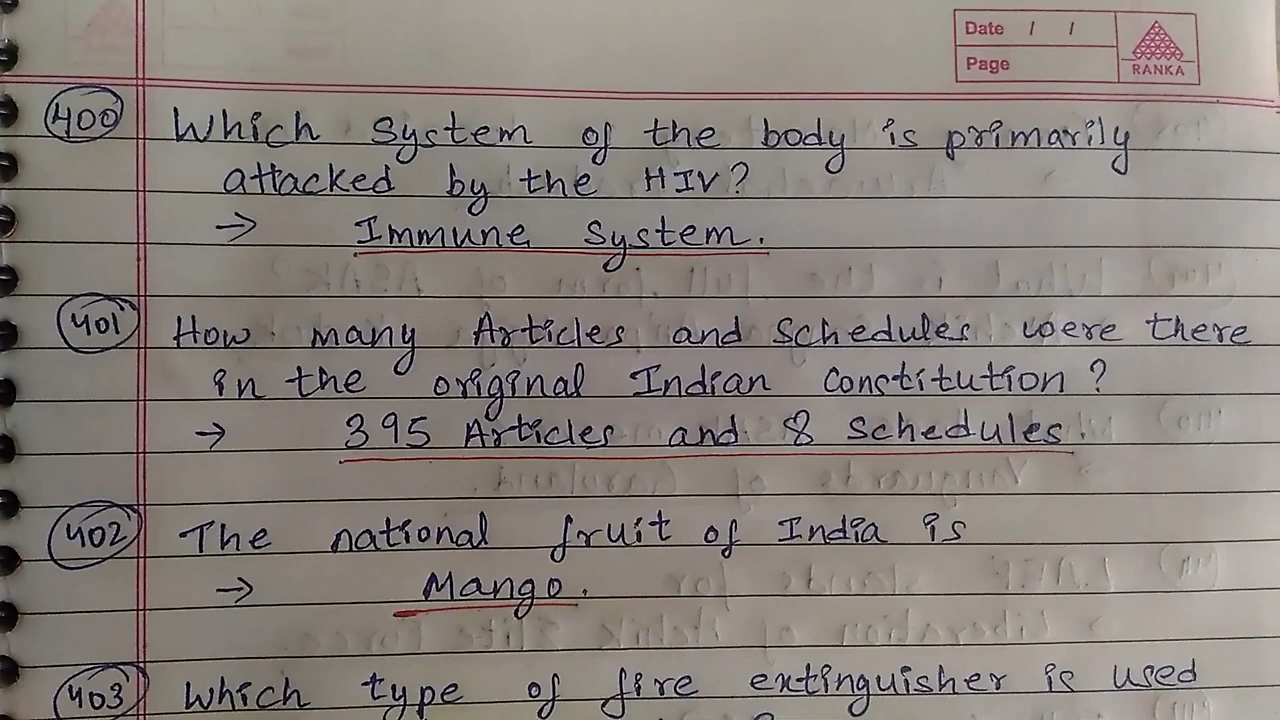 Date / /
Page
RANKA
400 Which system of the body is primarily
attacked by the HIV?
→ Immune system.
401 How many Articles and Schedules were there
in the original Indian Constitution?
→ 395 Articles and 8 Schedules.
402 The national fruit of India is
→ Mango.
403 Which type of fire extinguisher is used